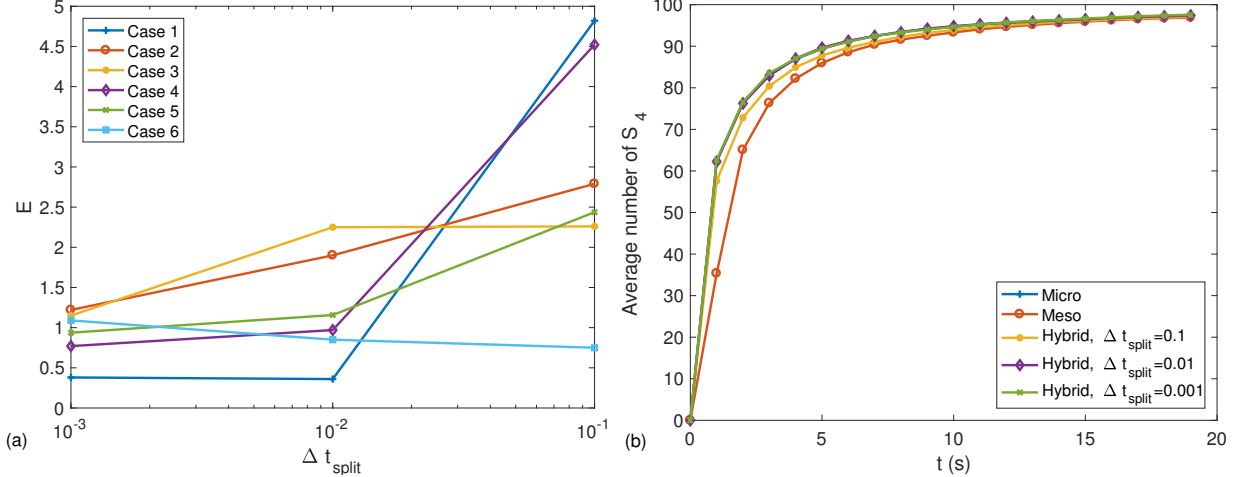 5
4.5
4
3.5
3
2.5
2
1.5
1
0.5
0
E
Case 1
Case 2
Case 3
Case 4
Case 5
Case 6
10^-3
10^-2
10^-1
Δ t_split
(a)
100
90
80
70
60
50
40
30
20
10
0
Average number of S_4
Micro
Meso
Hybrid, Δ t_split=0.1
Hybrid, Δ t_split=0.01
Hybrid, Δ t_split=0.001
0
5
10
15
20
t (s)
(b)